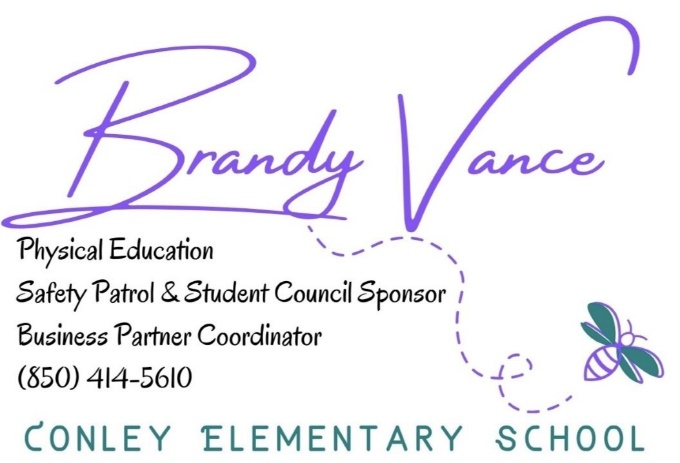 Brandy Vance
Physical Education
Safety Patrol & Student Council Sponsor
Business Partner Coordinator
(850) 414-5610
CONLEY ELEMENTARY SCHOOL